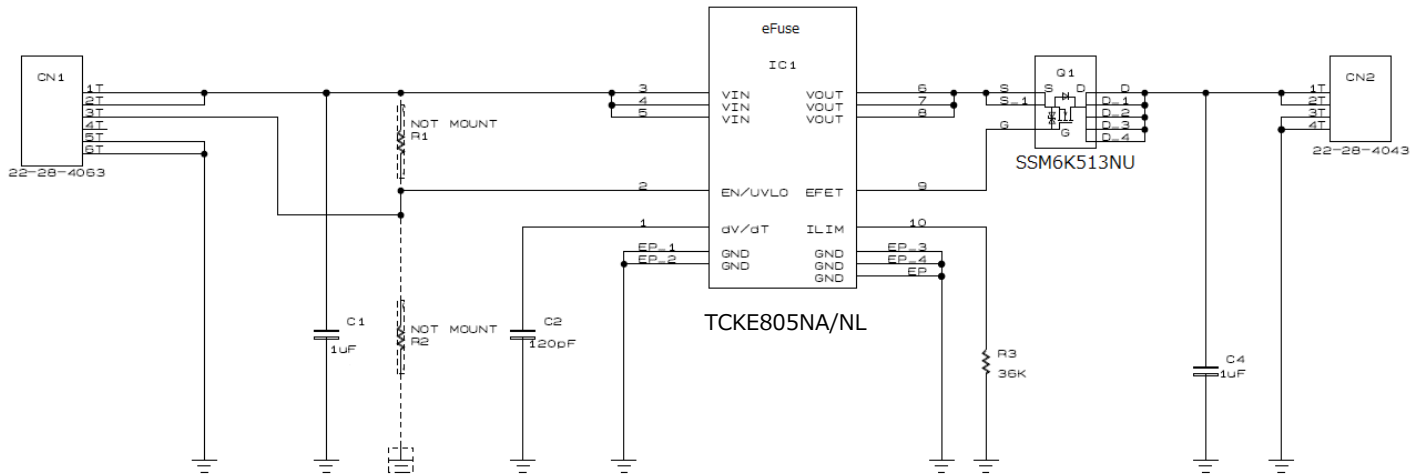 eFuse
CN1
IC1
Q1
CN2
1T
2T
3T
4T
5T
6T
22-28-4063
3 VIN
4 VIN
5 VIN
VOUT 6
VOUT 7
VOUT 8
S S D D
S_1 D_1
D_2
G G D_3
D_4
SSM6K513NU
1T
2T
3T
4T
22-28-4043
NOT MOUNT
R1
2 EN/UVLO
EFET 9
1 dV/dT
ILIM 10
EP_1 GND
EP_2 GND
GND EP_3
GND EP_4
GND EP
TCKE805NA/NL
C1
1uF
NOT MOUNT
R2
C2
120pF
R3
36K
C4
1uF